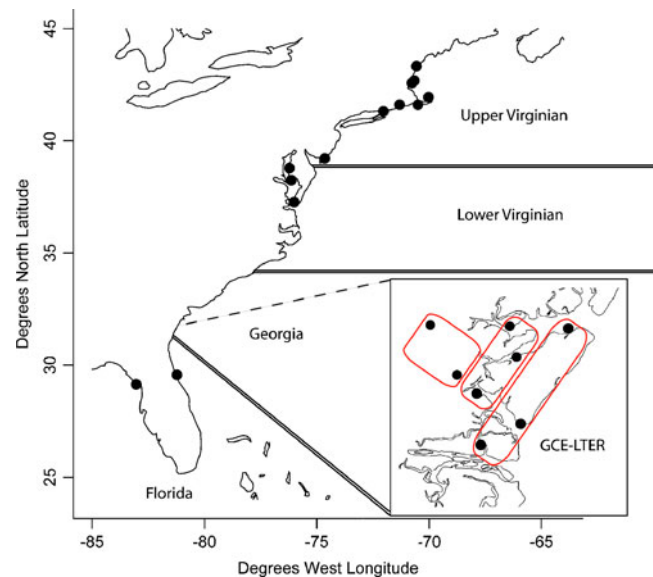 45
40
35
30
25
Degrees North Latitude
Upper Virginian
Lower Virginian
Georgia
GCE-LTER
Florida
-85 -80 -75 -70 -65
Degrees West Longitude